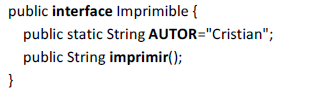 public interface Imprimible {
public static String AUTOR="Cristian";
public String imprimir();
}